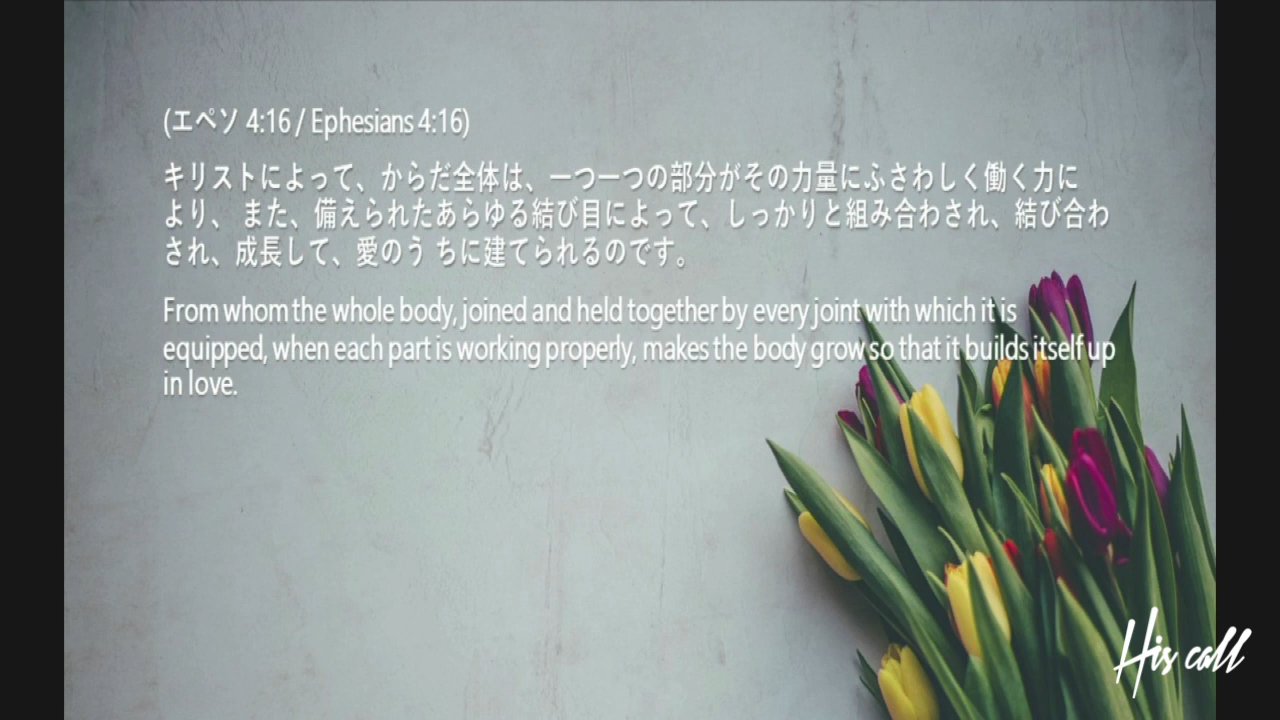 (エペソ 4:16 / Ephesians 4:16)
キリストによって、からだ全体は、一つ一つの部分がその力量にふさわしく働く力に
より、 また、備えられたあらゆる結び目によって、しっかりと組み合わされ、結び合わ
され、成長して、愛のう ちに建てられるのです。
From whom the whole body, joined and held together by every joint with which it is
equipped, when each part is working properly, makes the body grow so that it builds itself up
in love.
His call